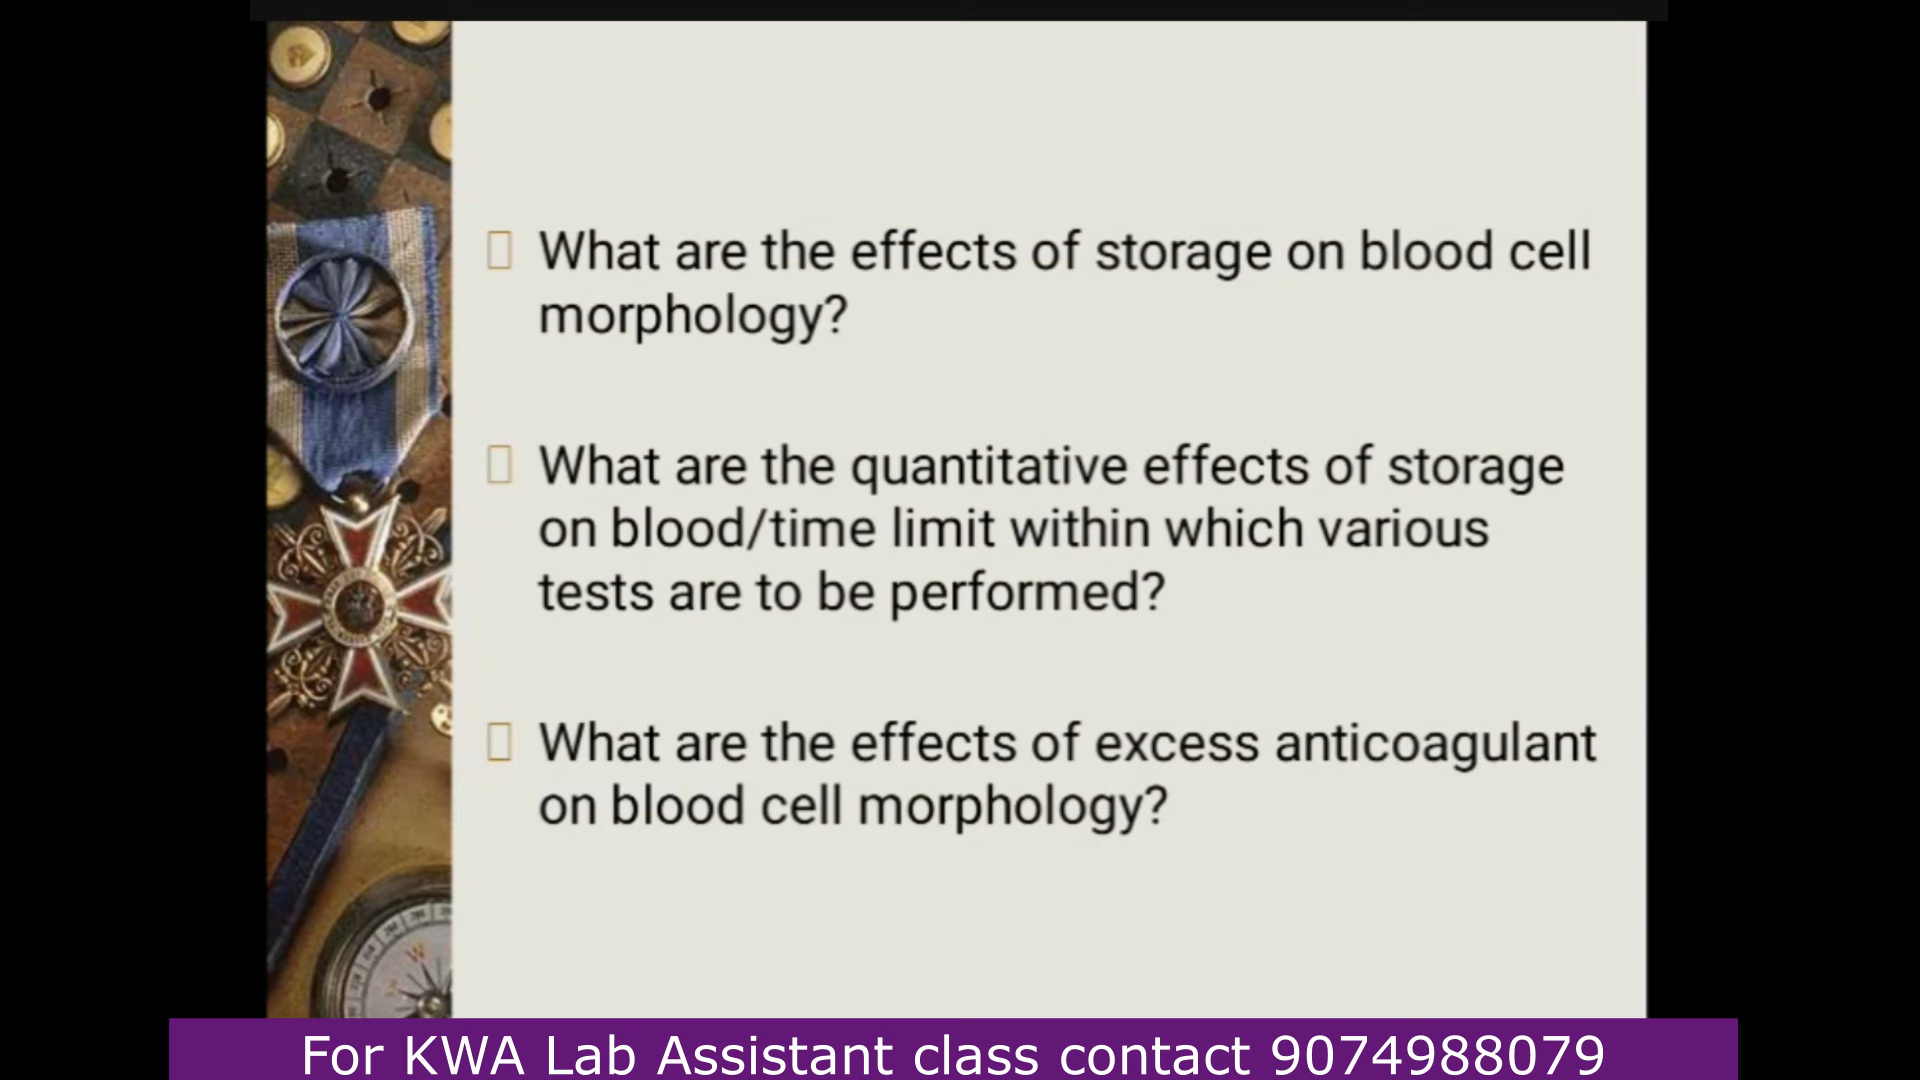 What are the effects of storage on blood cell
morphology?
What are the quantitative effects of storage
on blood/time limit within which various
tests are to be performed?
What are the effects of excess anticoagulant
on blood cell morphology?
For KWA Lab Assistant class contact 9074988079